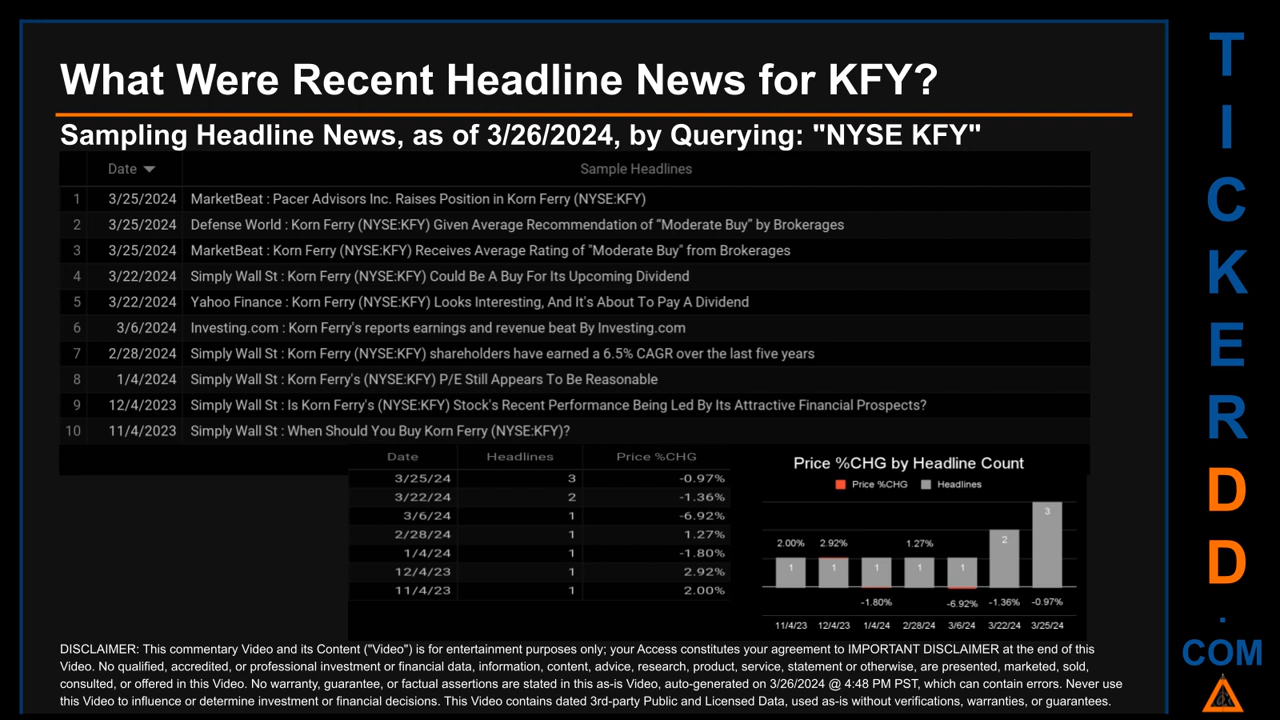 What Were Recent Headline News for KFY?
Sampling Headline News, as of 3/26/2024, by Querying: "NYSE KFY"
Date Sample Headlines
1 3/25/2024 MarketBeat : Pacer Advisors Inc. Raises Position in Korn Ferry (NYSE:KFY)
2 3/25/2024 Defense World : Korn Ferry (NYSE:KFY) Given Average Recommendation of "Moderate Buy" by Brokerages
3 3/25/2024 MarketBeat : Korn Ferry (NYSE:KFY) Receives Average Rating of "Moderate Buy" from Brokerages
4 3/22/2024 Simply Wall St : Korn Ferry (NYSE:KFY) Could Be A Buy For Its Upcoming Dividend
5 3/22/2024 Yahoo Finance : Korn Ferry (NYSE:KFY) Looks Interesting, And It's About To Pay A Dividend
6 3/6/2024 Investing.com : Korn Ferry's reports earnings and revenue beat By Investing.com
7 2/28/2024 Simply Wall St : Korn Ferry (NYSE:KFY) shareholders have earned a 6.5% CAGR over the last five years
8 1/4/2024 Simply Wall St : Korn Ferry's (NYSE:KFY) P/E Still Appears To Be Reasonable
9 12/4/2023 Simply Wall St : Is Korn Ferry's (NYSE:KFY) Stock's Recent Performance Being Led By Its Attractive Financial Prospects?
10 11/4/2023 Simply Wall St : When Should You Buy Korn Ferry (NYSE:KFY)?
Date Headlines Price %CHG
3/25/24 3 -0.97%
3/22/24 2 -1.36%
3/6/24 1 -6.92%
2/28/24 1 1.27%
1/4/24 1 -1.80%
12/4/23 1 2.92%
11/4/23 1 2.00%
Price %CHG by Headline Count
Price %CHG Headlines
3
2
2.00% 2.92% 1.27%
1 1 1 1 1
-1.80% -6.92% -1.36% -0.97%
11/4/23 12/4/23 1/4/24 2/28/24 3/6/24 3/22/24 3/25/24
DISCLAIMER: This commentary Video and its Content ("Video") is for entertainment purposes only; your Access constitutes your agreement to IMPORTANT DISCLAIMER at the end of this
Video. No qualified, accredited, or professional investment or financial data, information, content, advice, research, product, service, statement or otherwise, are presented, marketed, sold,
consulted, or offered in this Video. No warranty, guarantee, or factual assertions are stated in this as-is Video, auto-generated on 3/26/2024 @ 4:48 PM PST, which can contain errors. Never use
this Video to influence or determine investment or financial decisions. This Video contains dated 3rd-party Public and Licensed Data, used as-is without verifications, warranties, or guarantees.
T
I
C
K
E
R
D
D
.
COM